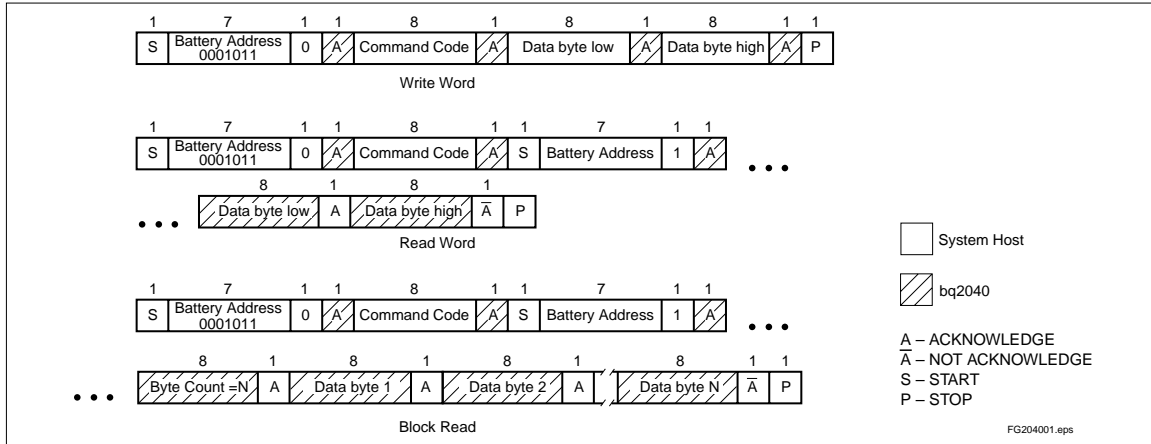 1 7 1 1 8 1 8 1 8 1 1
S Battery Address 0001011 0 A Command Code A Data byte low A Data byte high A P
Write Word
1 7 1 1 8 1 1 7 1 1
S Battery Address 0001011 0 A Command Code A S Battery Address 1 A • • •
8 1 8 1
• • • Data byte low A Data byte high A̅ P
Read Word
System Host
bq2040
1 7 1 1 8 1 1 7 1 1
S Battery Address 0001011 0 A Command Code A S Battery Address 1 A • • •
8 1 8 1 8 1 8 1 1
• • • Byte Count =N A Data byte 1 A Data byte 2 A Data byte N A̅ P
Block Read
A – ACKNOWLEDGE
A̅ – NOT ACKNOWLEDGE
S – START
P – STOP
FG204001.eps